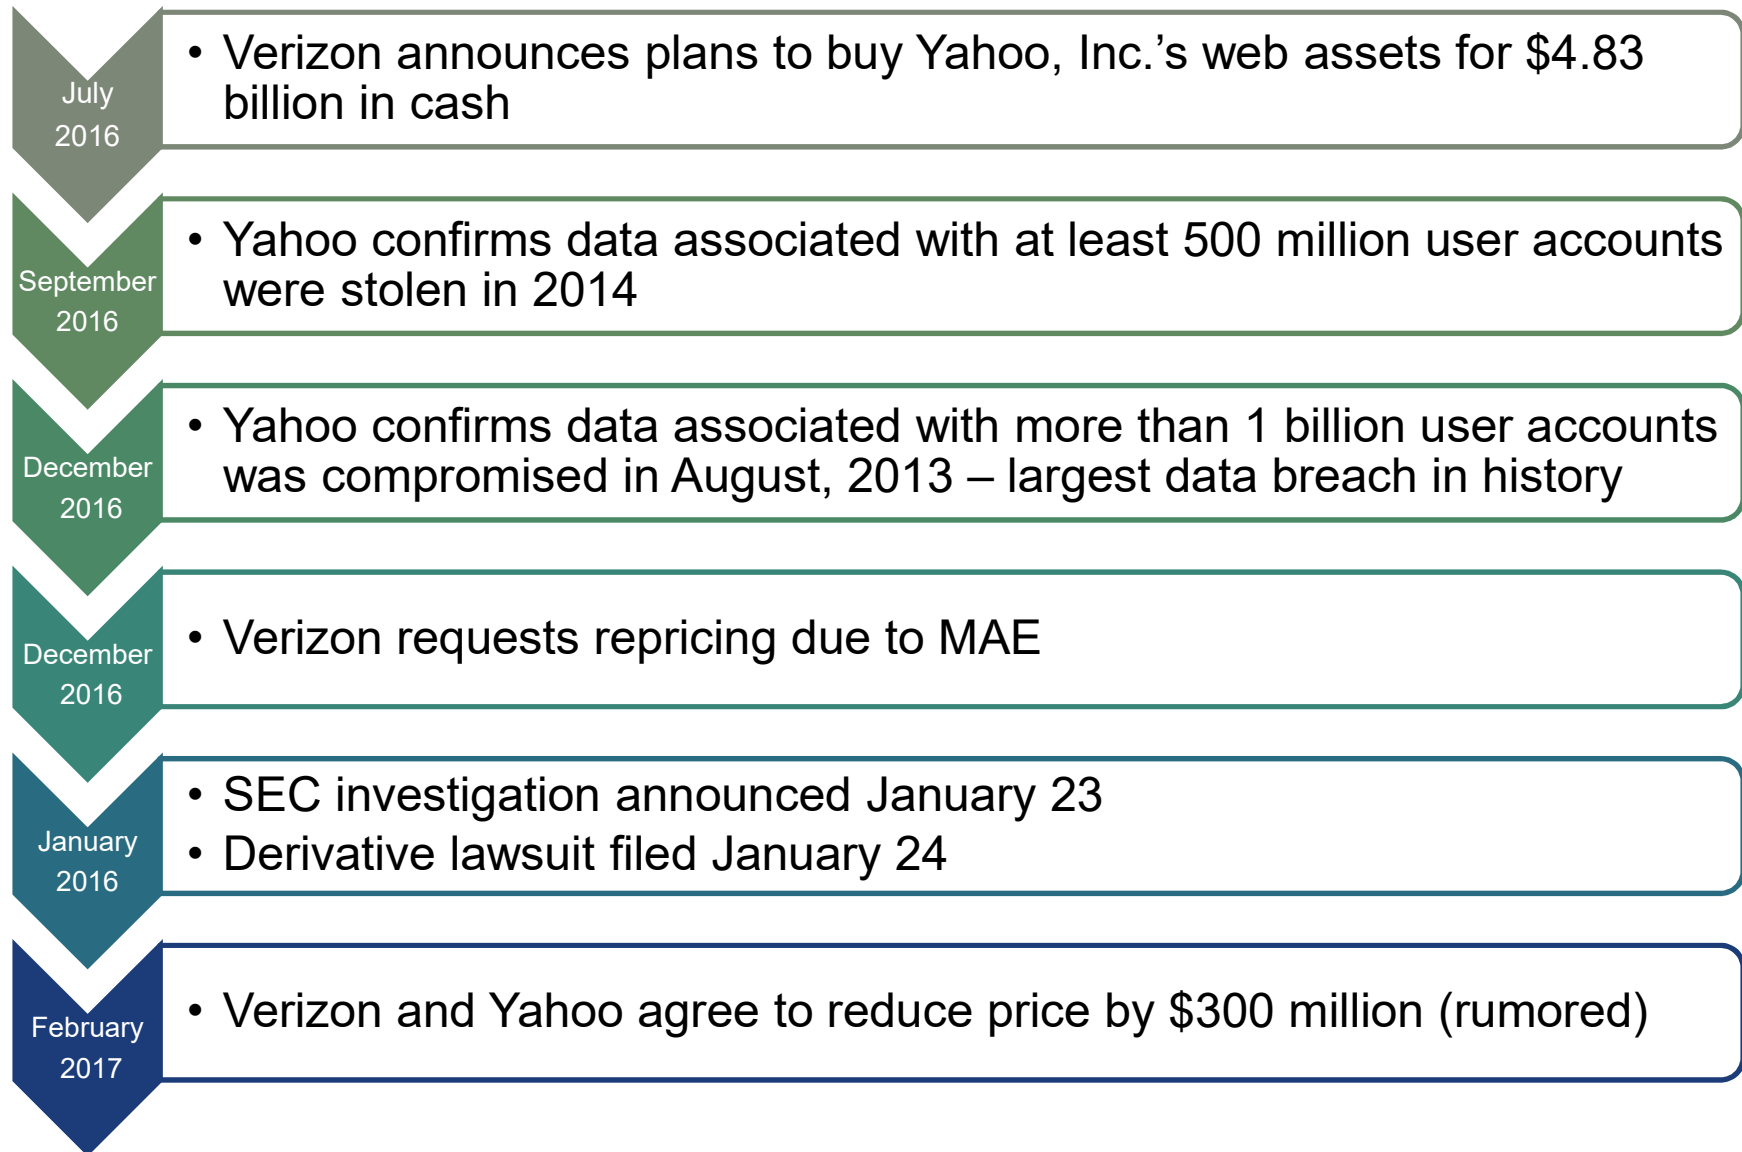 July
2016
• Verizon announces plans to buy Yahoo, Inc.’s web assets for $4.83
billion in cash
September
2016
• Yahoo confirms data associated with at least 500 million user accounts
were stolen in 2014
December
2016
• Yahoo confirms data associated with more than 1 billion user accounts
was compromised in August, 2013 – largest data breach in history
December
2016
• Verizon requests repricing due to MAE
January
2016
• SEC investigation announced January 23
• Derivative lawsuit filed January 24
February
2017
• Verizon and Yahoo agree to reduce price by $300 million (rumored)